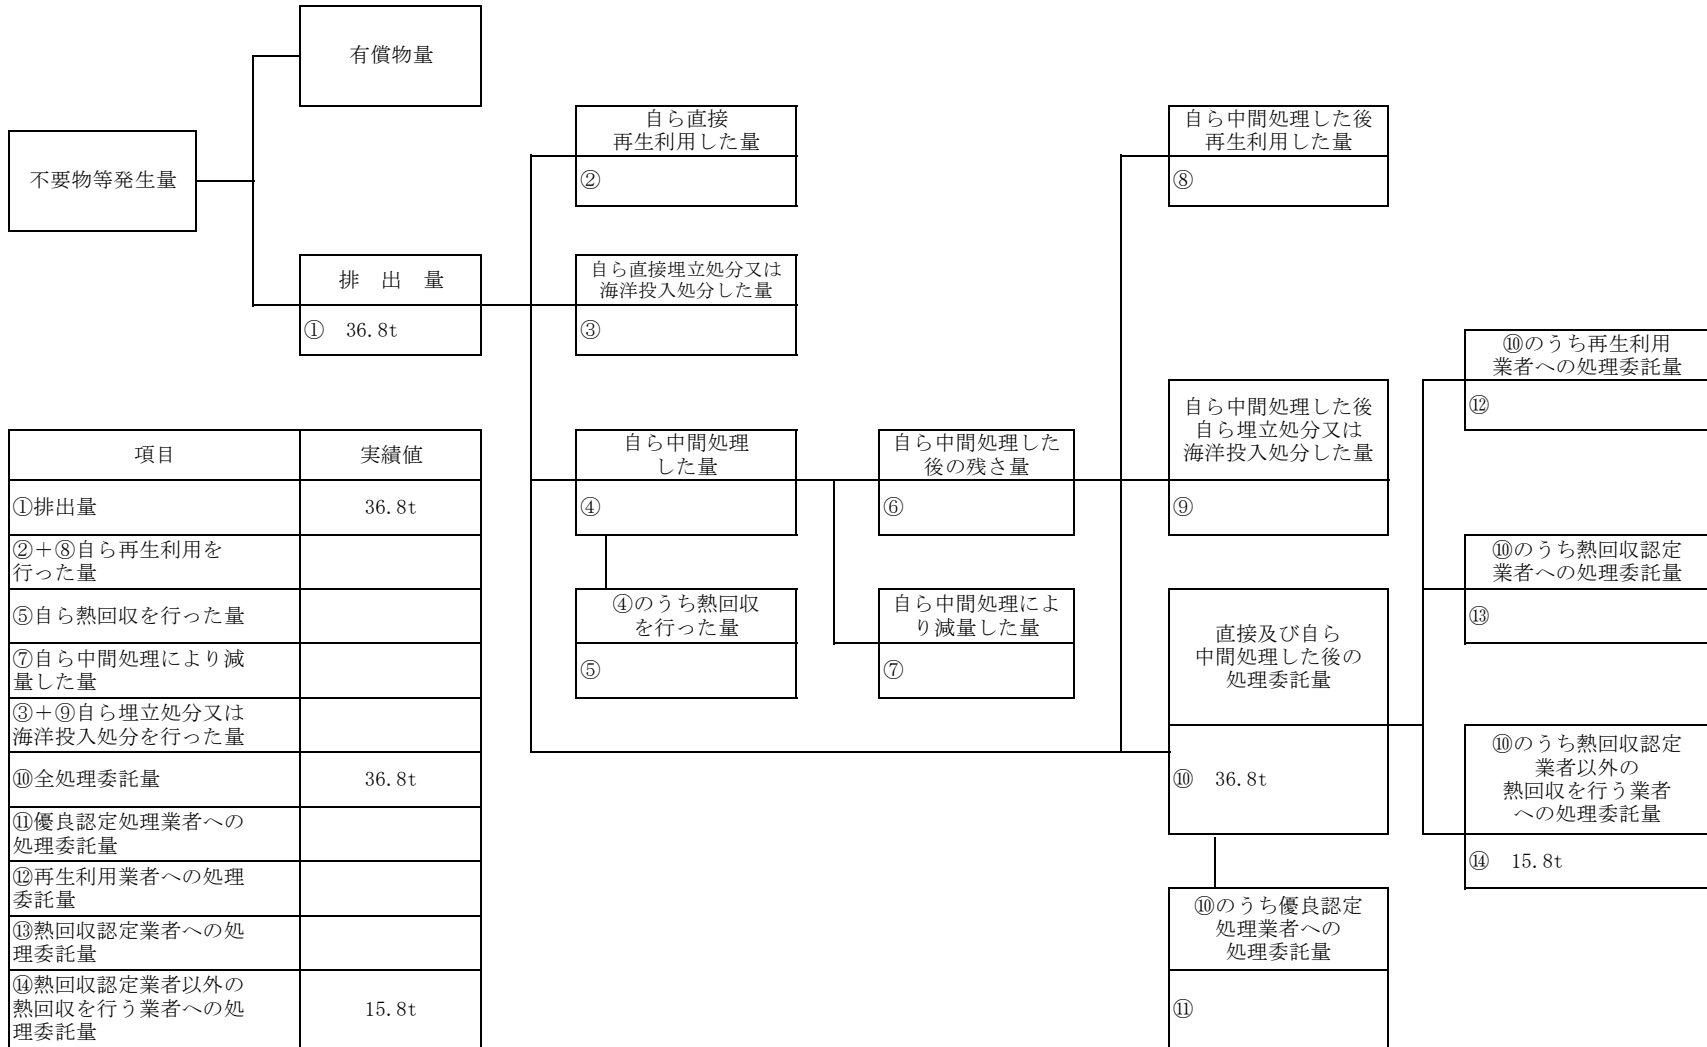 有償物量
不要物等発生量
排　出　量
①　36.8t
自ら直接
再生利用した量
②
自ら直接埋立処分又は
海洋投入処分した量
③
自ら中間処理
した量
④
④のうち熱回収
を行った量
⑤
自ら中間処理した
後の残さ量
⑥
自ら中間処理によ
り減量した量
⑦
自ら中間処理した後
再生利用した量
⑧
自ら中間処理した後
自ら埋立処分又は
海洋投入処分した量
⑨
直接及び自ら
中間処理した後の
処理委託量
⑩　36.8t
⑩のうち優良認定
処理業者への
処理委託量
⑪
⑩のうち再生利用
業者への処理委託量
⑫
⑩のうち熱回収認定
業者への処理委託量
⑬
⑩のうち熱回収認定
業者以外の
熱回収を行う業者
への処理委託量
⑭　15.8t
項目　実績値
①排出量　36.8t
②＋⑧自ら再生利用を
行った量
⑤自ら熱回収を行った量
⑦自ら中間処理により減
量した量
③＋⑨自ら埋立処分又は
海洋投入処分を行った量
⑩全処理委託量　36.8t
⑪優良認定処理業者への
処理委託量
⑫再生利用業者への処理
委託量
⑬熱回収認定業者への処
理委託量
⑭熱回収認定業者以外の
熱回収を行う業者への処　15.8t
理委託量